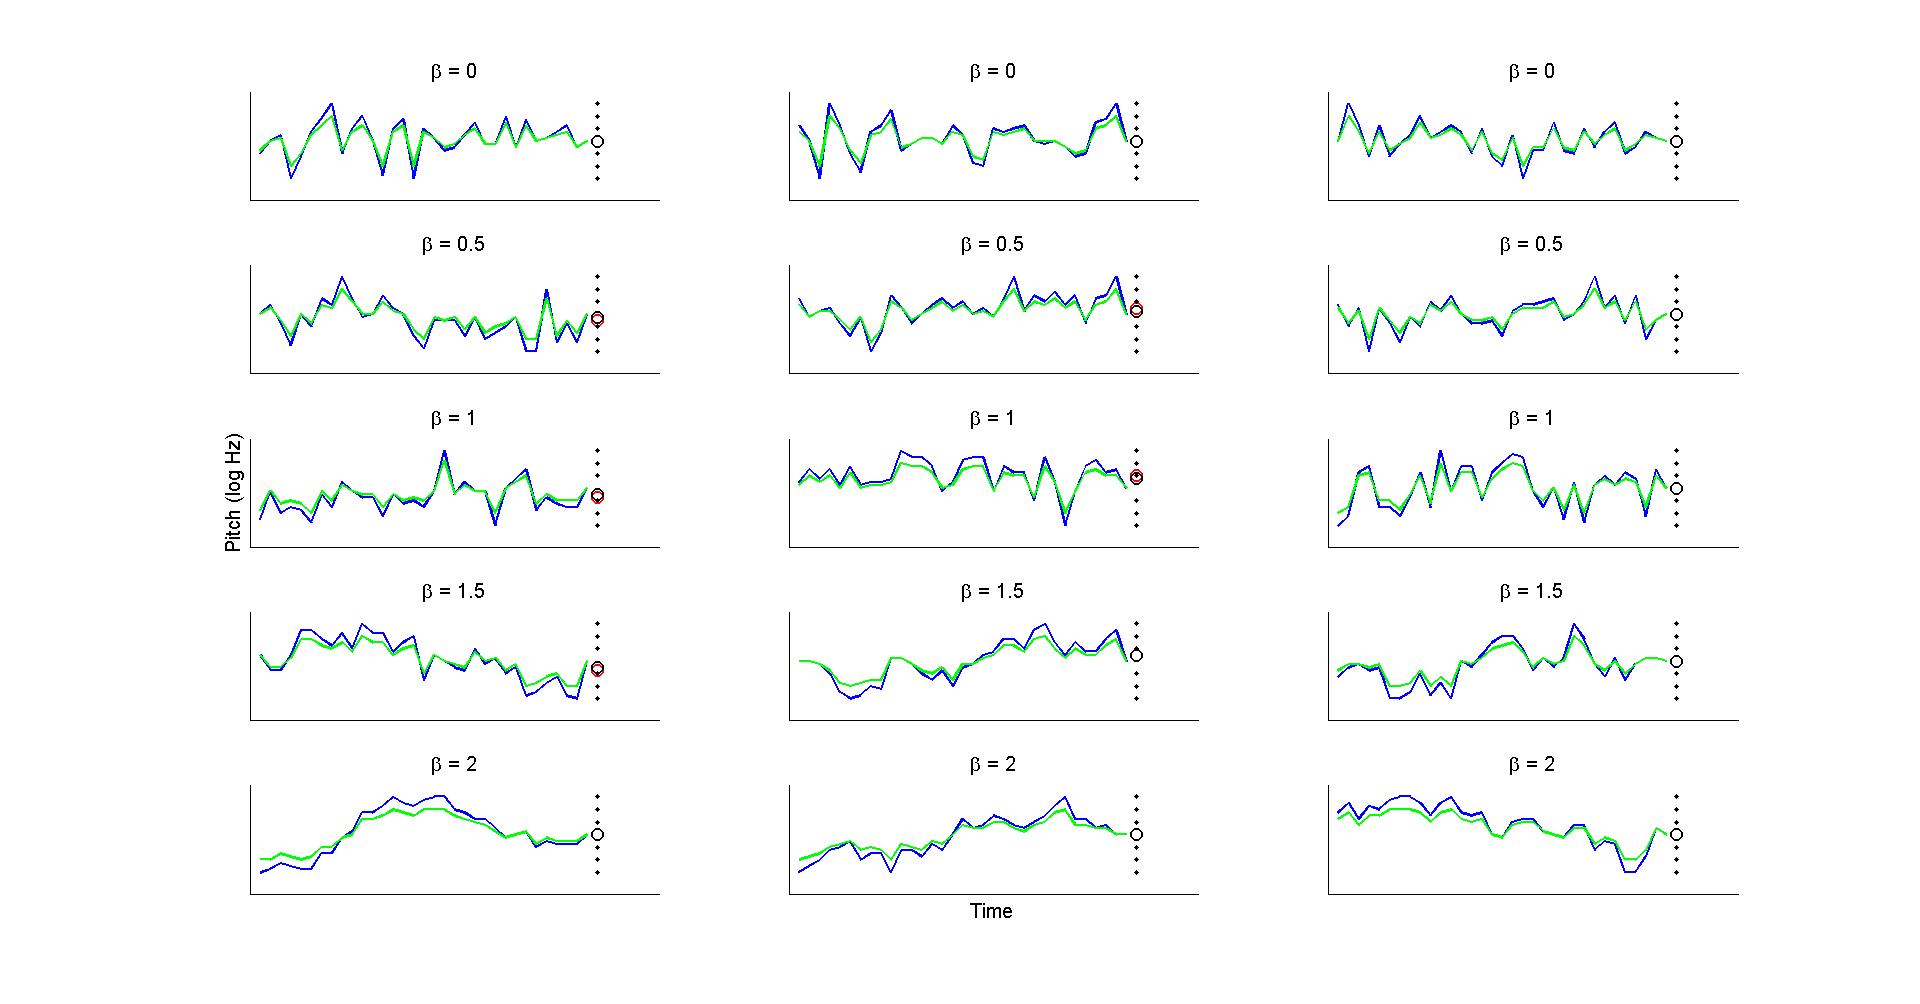 β = 0
β = 0
β = 0
β = 0.5
β = 0.5
β = 0.5
β = 1
β = 1
β = 1
Pitch (log Hz)
β = 1.5
β = 1.5
β = 1.5
β = 2
β = 2
β = 2
Time